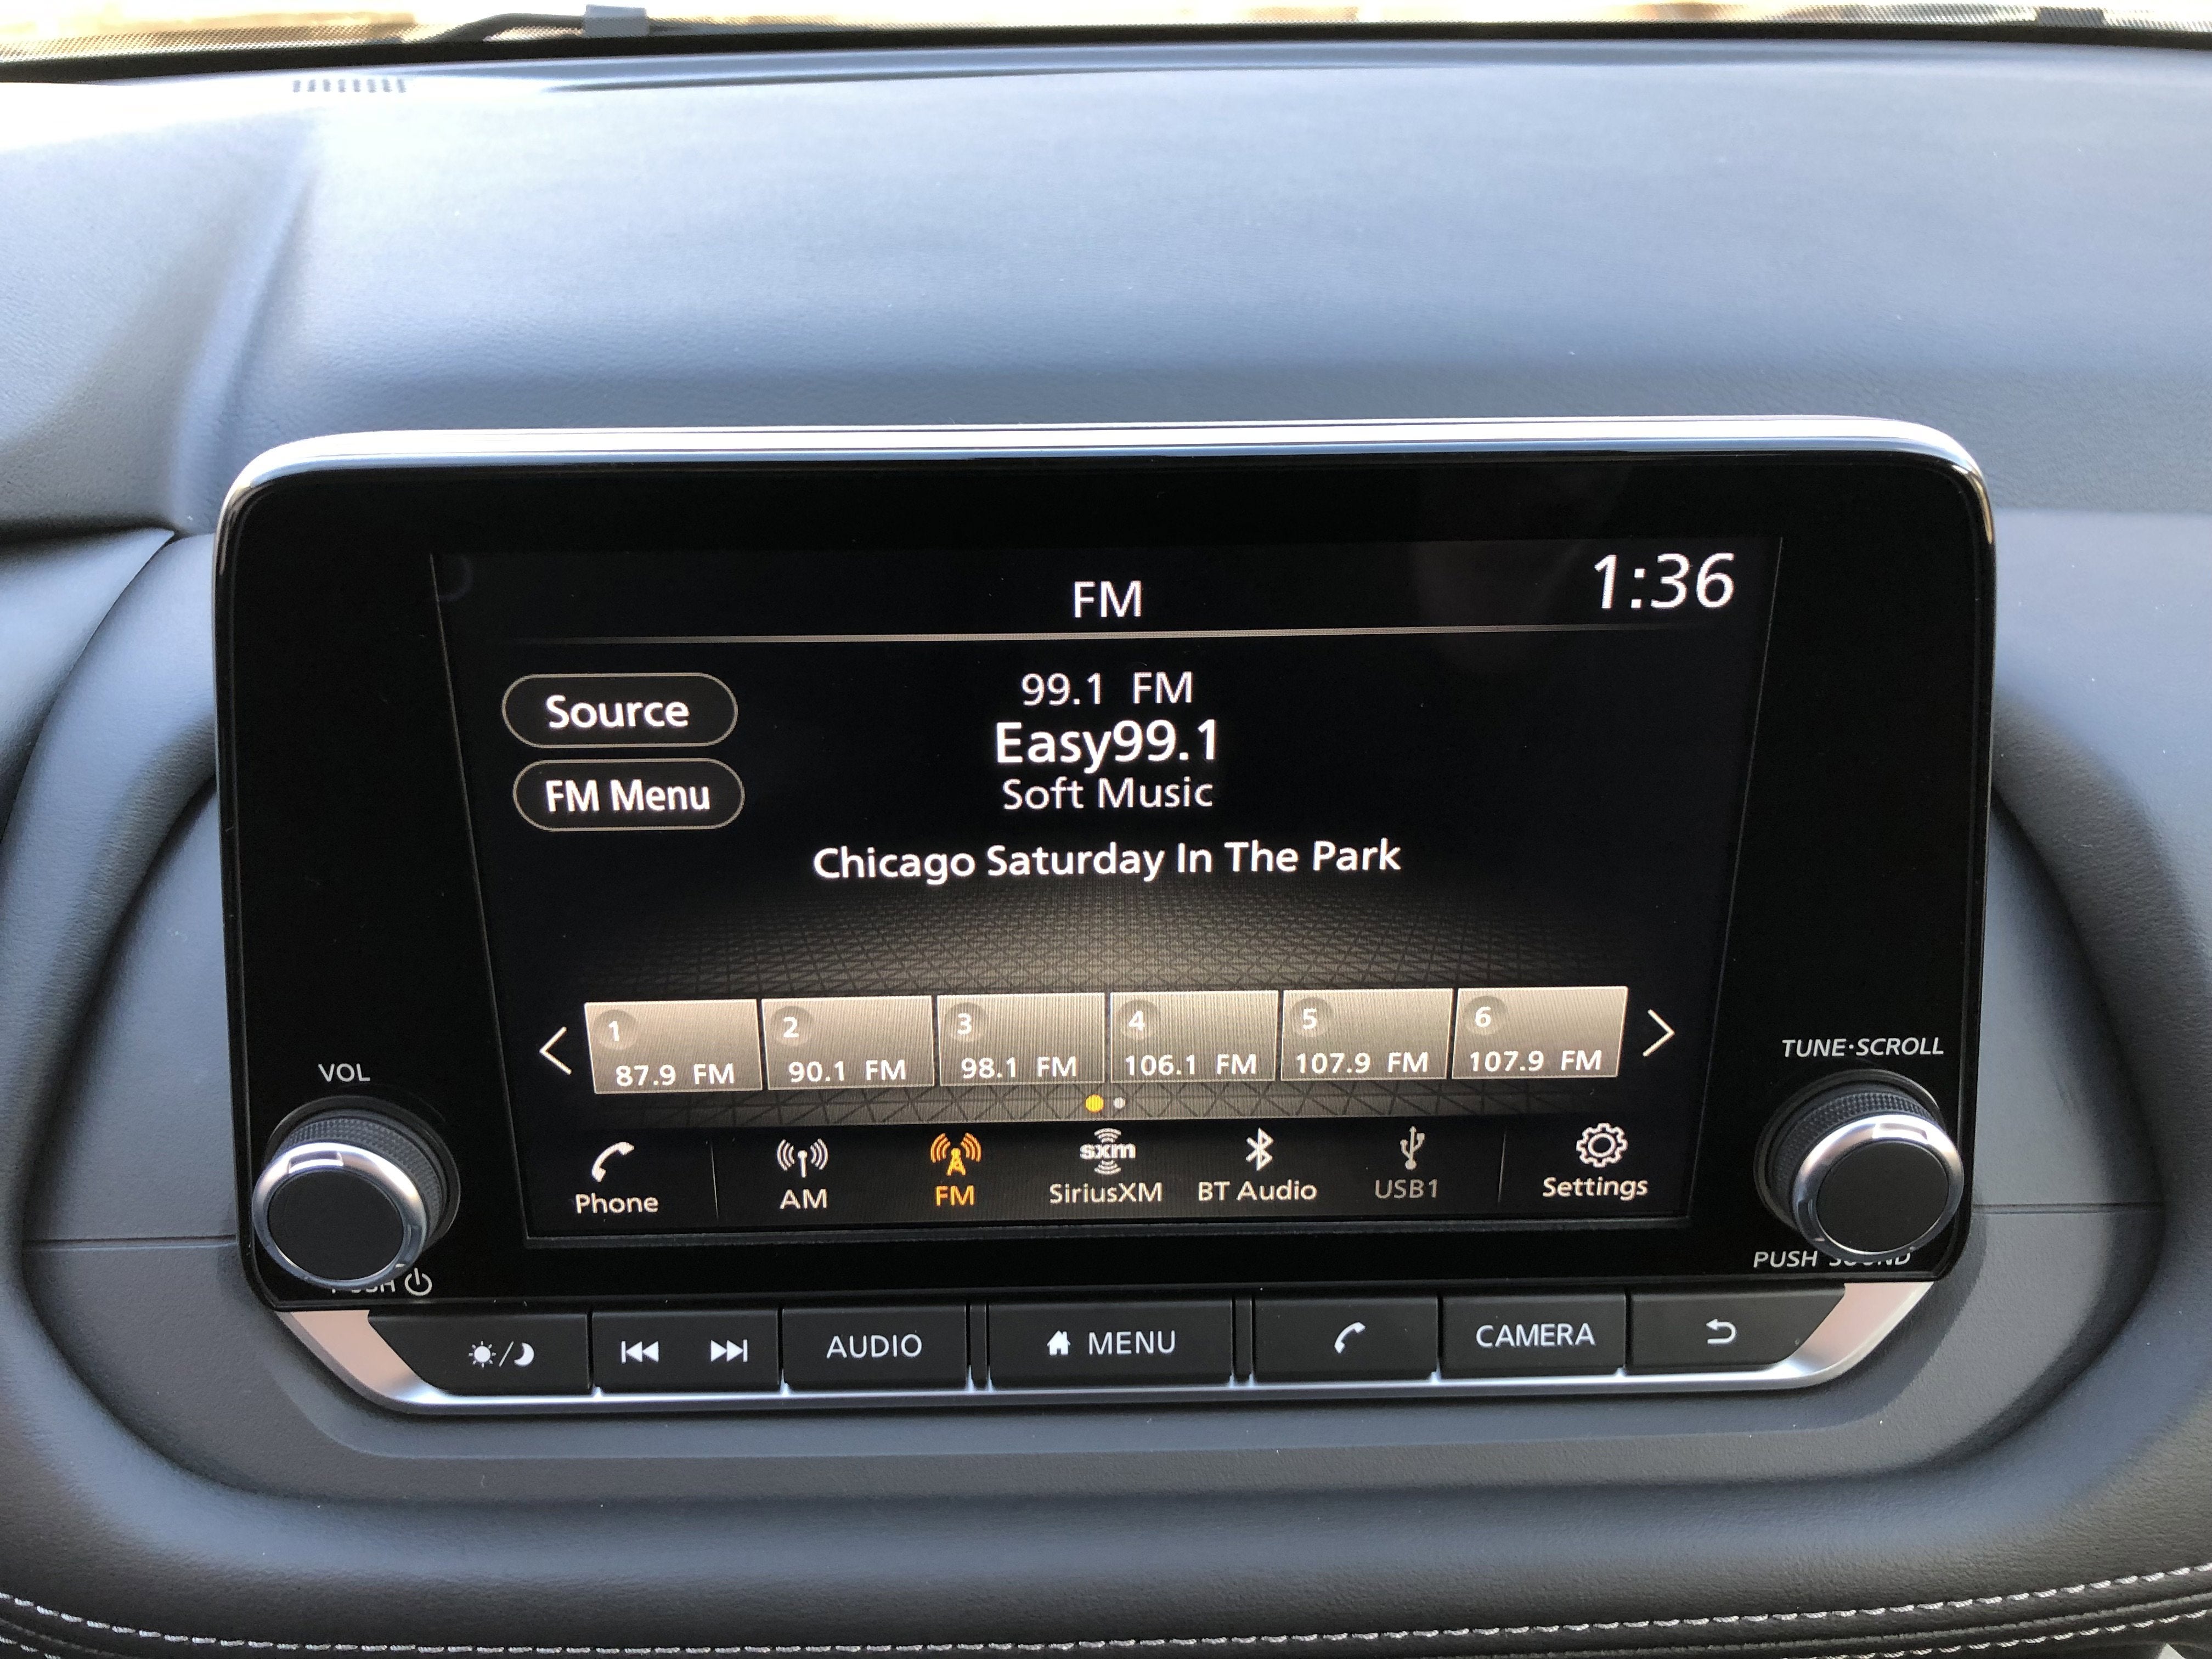 FM
1:36
Source
99.1 FM
Easy99.1
FM Menu
Soft Music
Chicago Saturday In The Park
1
2
3
4
5
6
87.9 FM
90.1 FM
98.1 FM
106.1 FM
107.9 FM
107.9 FM
VOL
TUNE·SCROLL
sxm
Phone
AM
FM
SiriusXM
BT Audio
USB1
Settings
PUSH SOUND
AUDIO
MENU
CAMERA